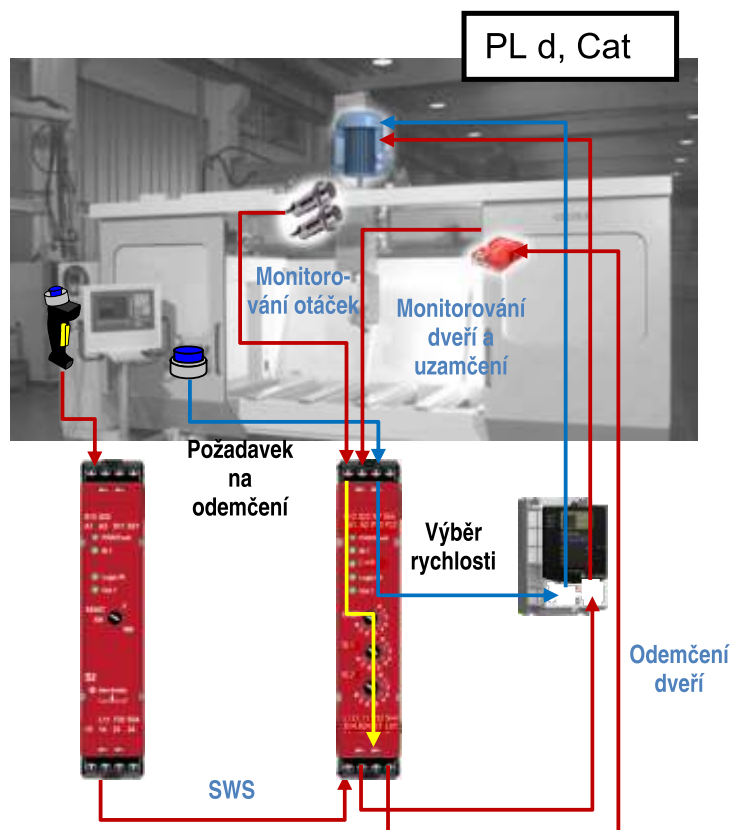 PL d, Cat
Monitoro-
vání otáček
Monitorování
dveří a
uzamčení
Požadavek
na
odemčení
Výběr
rychlosti
Odemčení
dveří
SWS